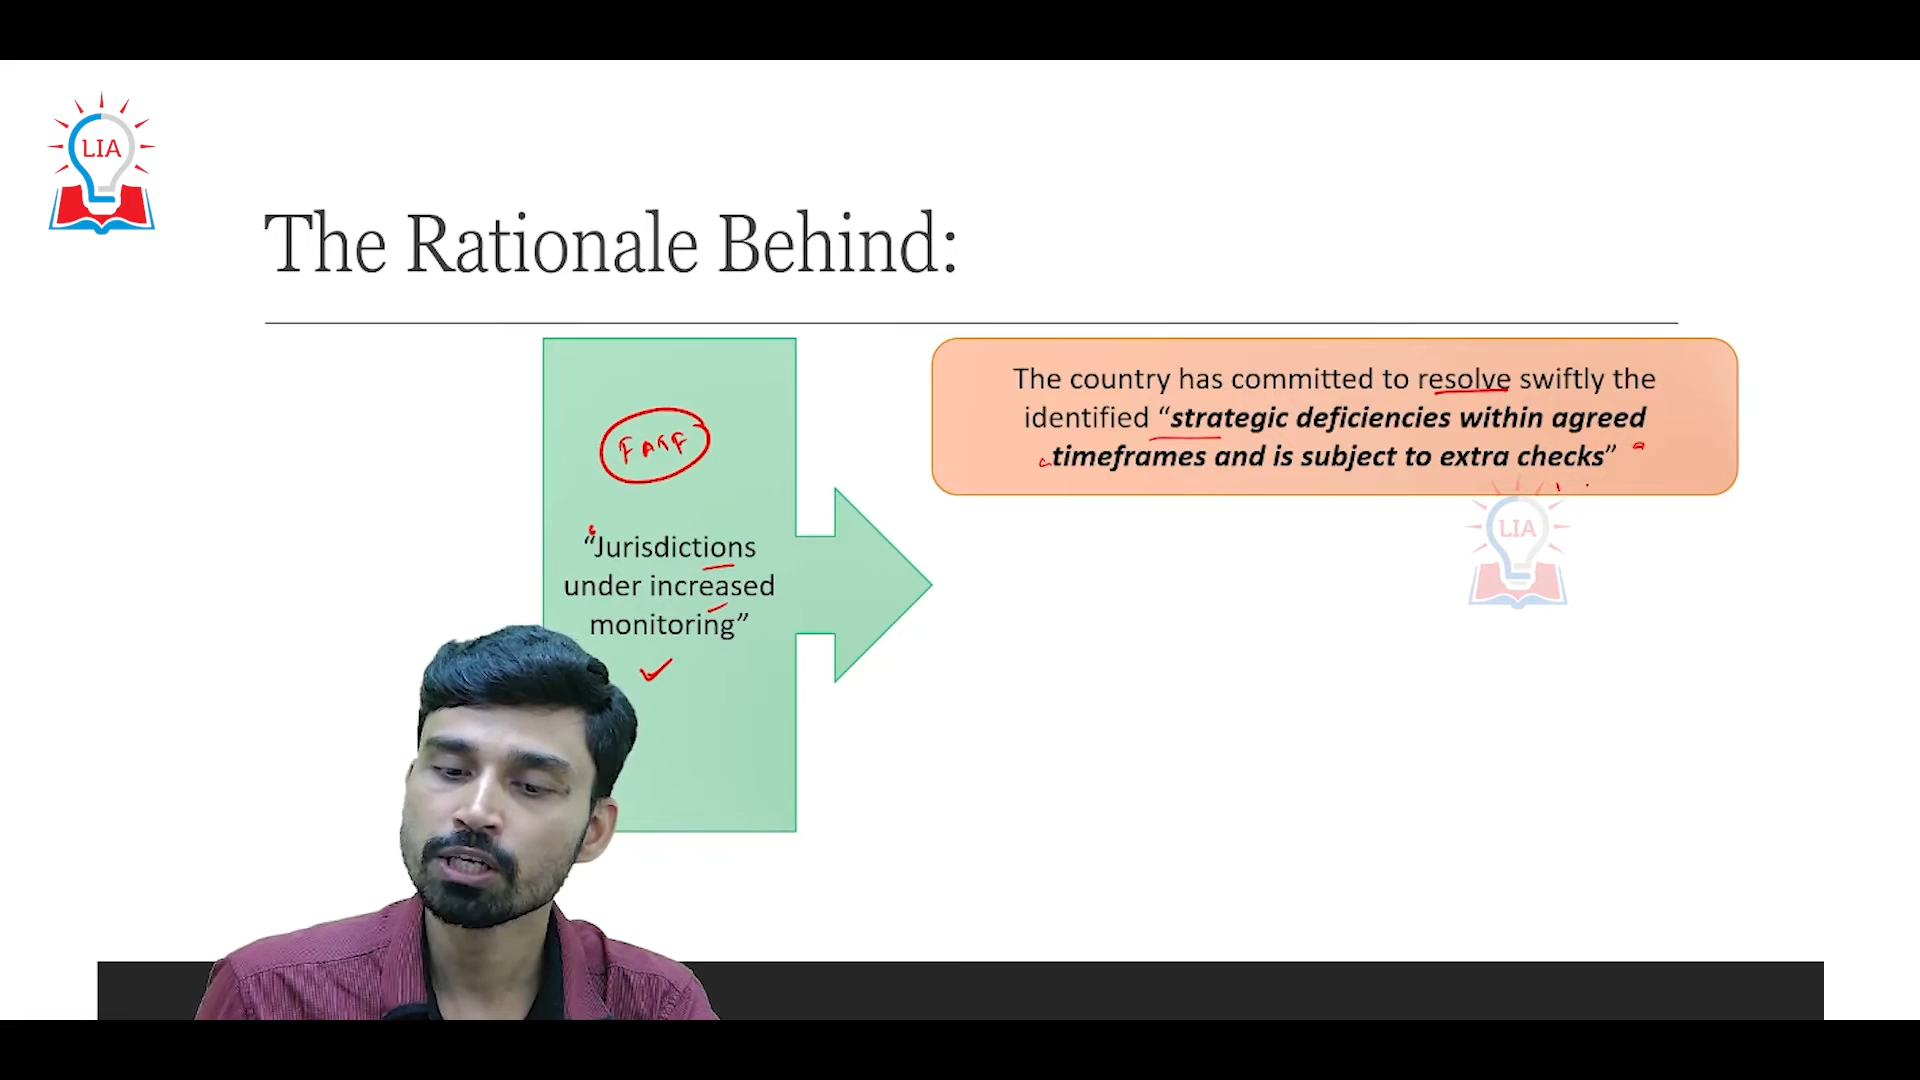 LIA
The Rationale Behind:
FATF
“Jurisdictions
under increased
monitoring”
The country has committed to resolve swiftly the
identified “strategic deficiencies within agreed
timeframes and is subject to extra checks”
LIA